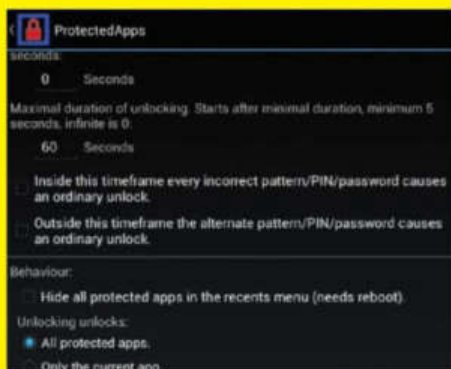 ProtectedApps
seconds:
0 Seconds
Maximal duration of unlocking. Starts after minimal duration, minimum 5
seconds, infinite is 0:
60 Seconds
Inside this timeframe every incorrect pattern/PIN/password causes
an ordinary unlock.
Outside this timeframe the alternate pattern/PIN/password causes
an ordinary unlock.
Behaviour:
Hide all protected apps in the recents menu (needs reboot).
Unlocking unlocks:
All protected apps.
Only the current app.